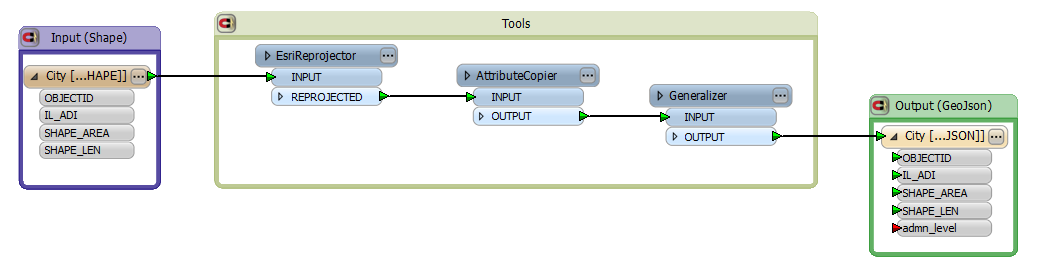 Input (Shape)
City [...HAPE]]
...
OBJECTID
IL_ADI
SHAPE_AREA
SHAPE_LEN
Tools
EsriReprojector
...
INPUT
REPROJECTED
AttributeCopier
...
INPUT
OUTPUT
Generalizer
...
INPUT
OUTPUT
Output (GeoJson)
City [...JSON]]
...
OBJECTID
IL_ADI
SHAPE_AREA
SHAPE_LEN
admn_level